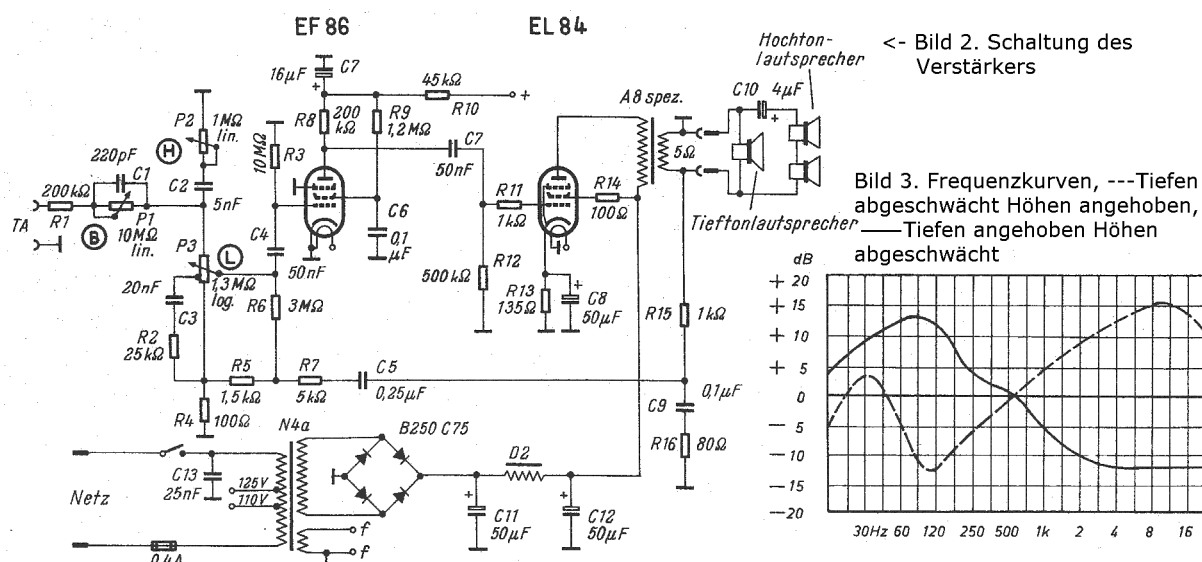 EF 86
EL 84
<- Bild 2. Schaltung des
Verstärkers
Hochton-
lautsprecher
16µF
C7
+
45kΩ
R10
+
A8 spez.
C10 4µF
+
P2
1MΩ
lin.
H
R8
200
kΩ
R9
1,2MΩ
10MΩ
R3
C7
50nF
5Ω
220pF
C1
C2
5nF
200kΩ
R1
TA
P1
10MΩ
lin.
B
R11
1kΩ
R14
100Ω
C6
0,1
µF
Tieftonlautsprecher
Bild 3. Frequenzkurven, ---Tiefen
abgeschwächt Höhen angehoben,
——Tiefen angehoben Höhen
abgeschwächt
P3
L
1,3MΩ
log.
C4
50nF
500kΩ
R12
R13
135Ω
+
C8
50µF
20nF
C3
R6
3MΩ
R15
1kΩ
R2
25kΩ
R5
1,5kΩ
R7
5kΩ
C5
0,25µF
R4
100Ω
0,1µF
C9
R16
80Ω
N4a
B250 C75
D2
C13
25nF
Netz
125V
110V
+
C11
50µF
+
C12
50µF
f
f
0,4A
dB
+ 20
+ 15
+ 10
+ 5
0
— 5
— 10
—15
—20
30Hz 60 120 250 500 1k 2 4 8 16